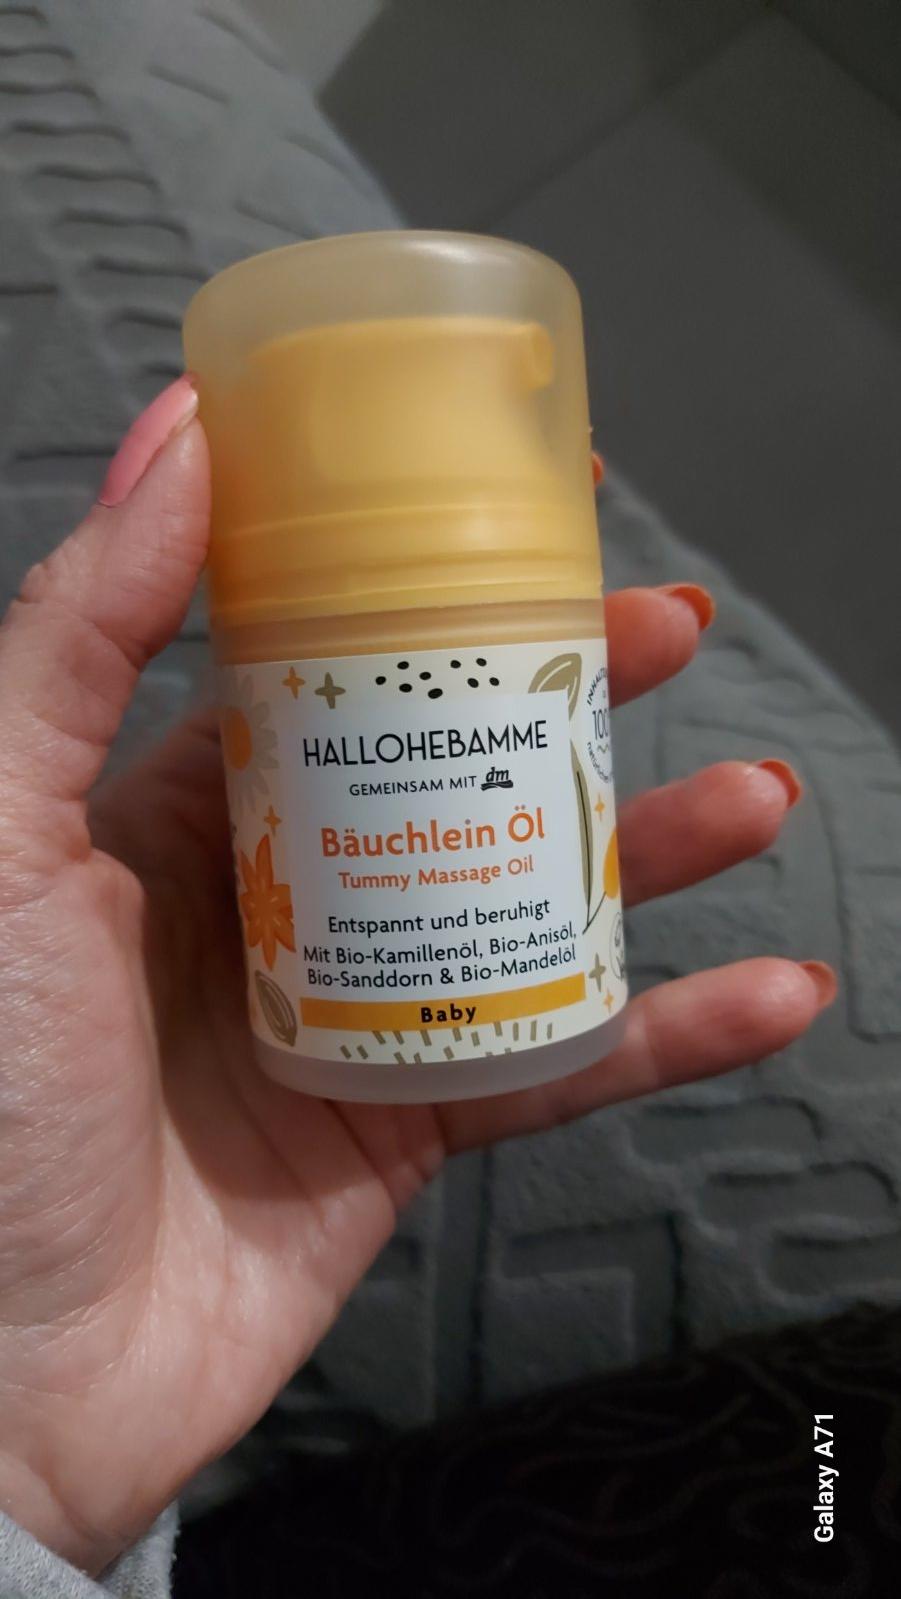 HALLOHEBAMME
GEMEINSAM MIT dm
Bäuchlein Öl
Tummy Massage Oil
Entspannt und beruhigt
Mit Bio-Kamillenöl, Bio-Anisöl,
Bio-Sanddorn & Bio-Mandelöl
Baby
Galaxy A71